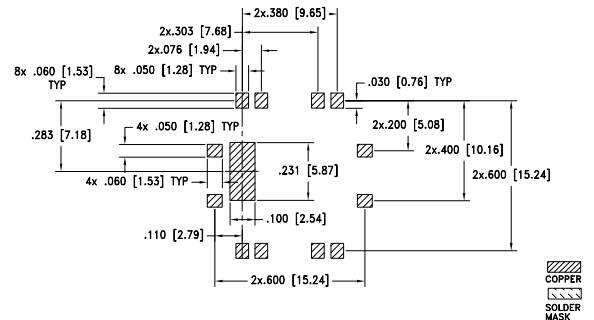 2x.380 [9.65]
2x.303 [7.68]
2x.076 [1.94]
8x .060 [1.53]
TYP
8x .050 [1.28] TYP
.030 [0.76] TYP
.283 [7.18]
4x .050 [1.28] TYP
2x.200 [5.08]
2x.400 [10.16]
.231 [5.87]
2x.600 [15.24]
4x .060 [1.53] TYP
.100 [2.54]
.110 [2.79]
2x.600 [15.24]
COPPER
SOLDER
MASK